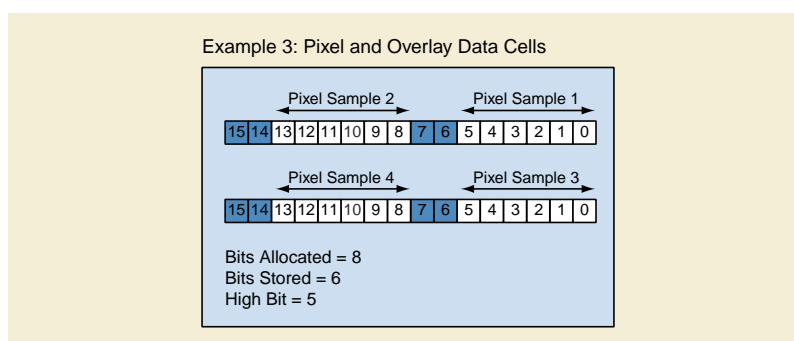 Example 3: Pixel and Overlay Data Cells
Pixel Sample 2 Pixel Sample 1
15 14 13 12 11 10 9 8 7 6 5 4 3 2 1 0
Pixel Sample 4 Pixel Sample 3
15 14 13 12 11 10 9 8 7 6 5 4 3 2 1 0
Bits Allocated = 8
Bits Stored = 6
High Bit = 5